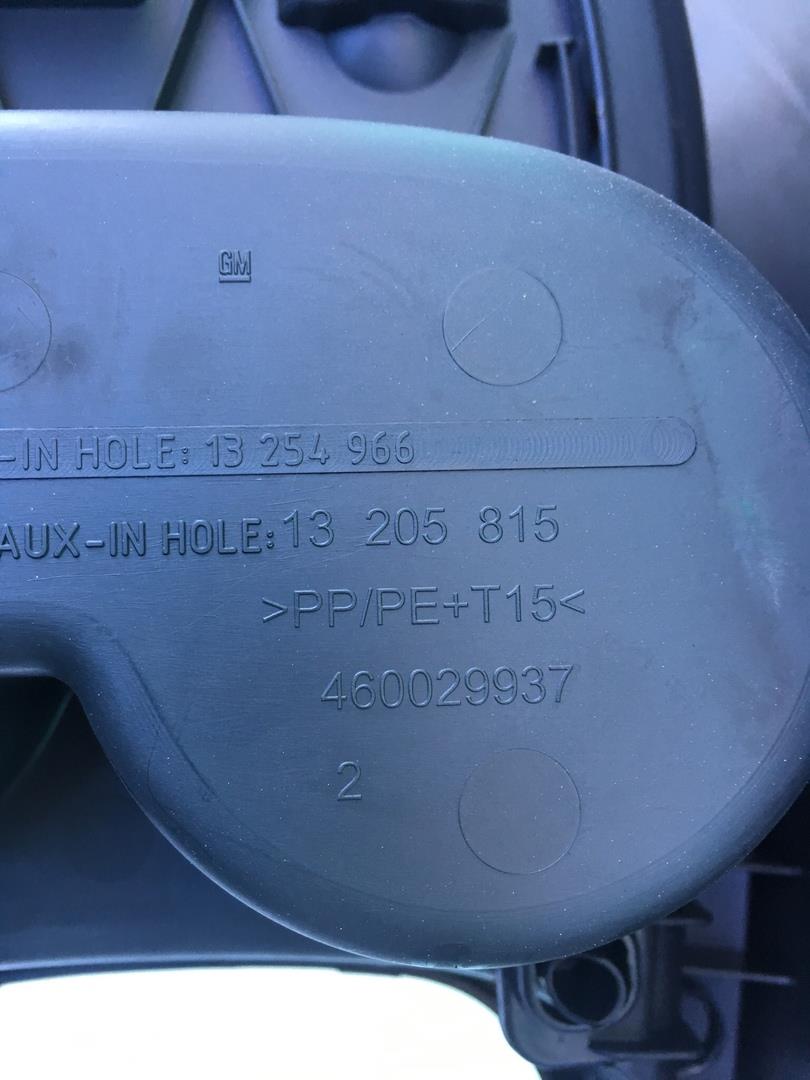 GM
-IN HOLE: 13 254 966
AUX-IN HOLE: 13 205 815
>PP/PE+T15<
460029937
2